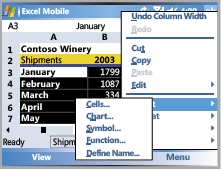 Excel Mobile
A3 January
A B
1 Contoso Winery
2 Shipments 2003
3 January 1799
4 February 1087
5 March 334
6 April
7 May
Ready
View Menu
Undo Column Width
Redo
Cut
Copy
Paste
Edit
Cells...
Chart...
Symbol...
Function...
Define Name...